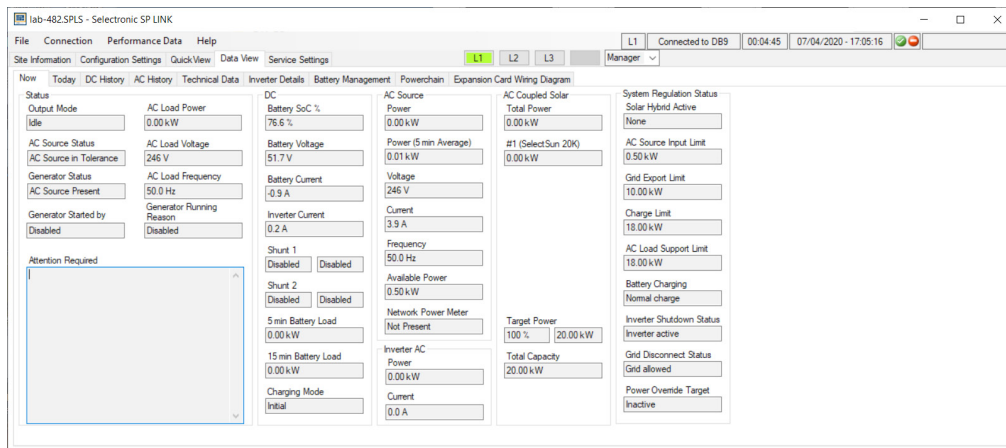 lab-482.SPLS - Selectronic SP LINK
File Connection Performance Data Help
L1 Connected to DB9 00:04:45 07/04/2020 - 17:05:16
Site Information Configuration Settings Quick View Data View Service Settings L1 L2 L3 Manager
Now Today DC History AC History Technical Data Inverter Details Battery Management Powerchain Expansion Card Wiring Diagram
Status
Output Mode
Idle
AC Load Power
0.00 kW
AC Source Status
AC Source in Tolerance
AC Load Voltage
246 V
Generator Status
AC Source Present
AC Load Frequency
50.0 Hz
Generator Started by
Disabled
Generator Running
Reason
Disabled
Attention Required
DC
Battery SoC %
76.6 %
Battery Voltage
51.7 V
Battery Current
-0.9 A
Inverter Current
0.2 A
Shunt 1
Disabled Disabled
Shunt 2
Disabled Disabled
5 min Battery Load
0.00 kW
15 min Battery Load
0.00 kW
Charging Mode
Initial
AC Source
Power
0.00 kW
Power (5 min Average)
0.01 kW
Voltage
246 V
Current
3.9 A
Frequency
50.0 Hz
Available Power
0.50 kW
Network Power Meter
Not Present
Inverter AC
Power
0.00 kW
Current
0.0 A
AC Coupled Solar
Total Power
0.00 kW
#1 (SelectSun 20K)
0.00 kW
Target Power
100 % 20.00 kW
Total Capacity
20.00 kW
System Regulation Status
Solar Hybrid Active
None
AC Source Input Limit
0.50 kW
Grid Export Limit
10.00 kW
Charge Limit
18.00 kW
AC Load Support Limit
18.00 kW
Battery Charging
Normal charge
Inverter Shutdown Status
Inverter active
Grid Disconnect Status
Grid allowed
Power Override Target
Inactive